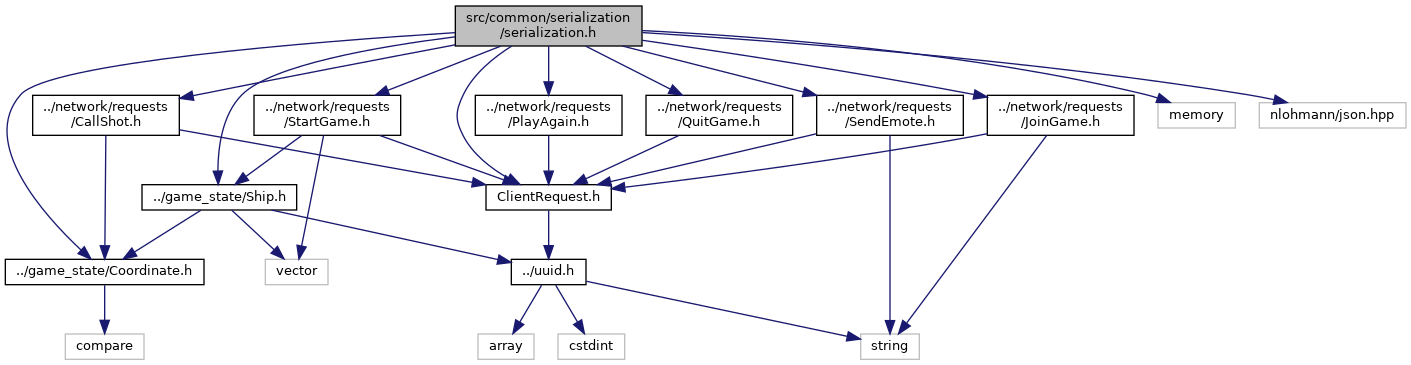 src/common/serialization
/serialization.h
../network/requests
/CallShot.h
../network/requests
/StartGame.h
../network/requests
/PlayAgain.h
../network/requests
/QuitGame.h
../network/requests
/SendEmote.h
../network/requests
/JoinGame.h
memory
nlohmann/json.hpp
../game_state/Ship.h
ClientRequest.h
../game_state/Coordinate.h
vector
../uuid.h
compare
array
cstdint
string